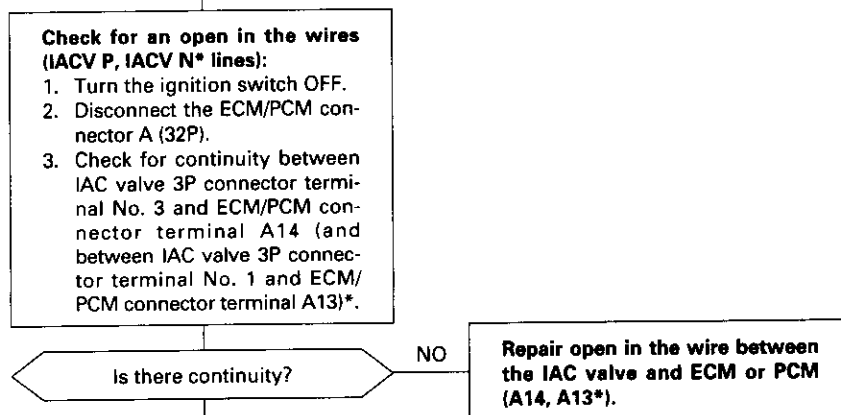 Check for an open in the wires
(IACV P, IACV N* lines):
1. Turn the ignition switch OFF.
2. Disconnect the ECM/PCM con-
nector A (32P).
3. Check for continuity between
IAC valve 3P connector termi-
nal No. 3 and ECM/PCM con-
nector terminal A14 (and
between IAC valve 3P connec-
tor terminal No. 1 and ECM/
PCM connector terminal A13)*.
Is there continuity?
NO
Repair open in the wire between
the IAC valve and ECM or PCM
(A14, A13*).